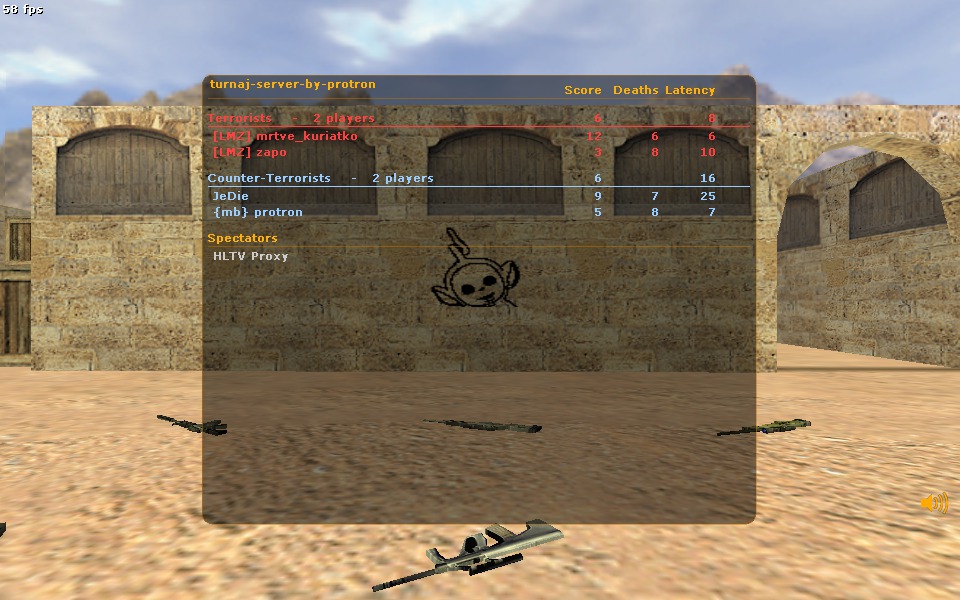 58 fps
turnaj-server-by-protron Score Deaths Latency
Terrorists - 2 players 6 8
[LMZ] mrtve_kuriatko 12 6 6
[LMZ] zapo 3 8 10
Counter-Terrorists - 2 players 6 16
JeDie 9 7 25
{mb} protron 5 8 7
Spectators
HLTV Proxy